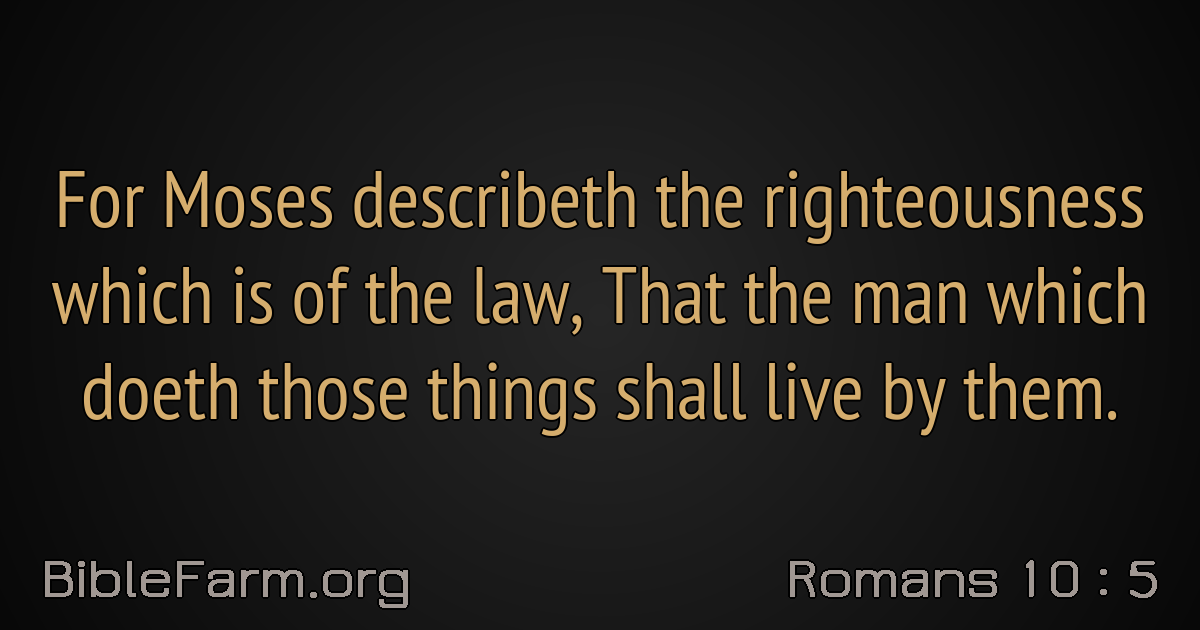 For Moses describeth the righteousness
which is of the law, That the man which
doeth those things shall live by them.
BibleFarm.org
Romans 10 : 5